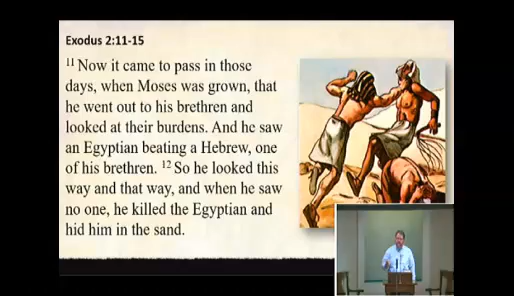 Exodus 2:11-15
11 Now it came to pass in those
days, when Moses was grown, that
he went out to his brethren and
looked at their burdens. And he saw
an Egyptian beating a Hebrew, one
of his brethren. 12 So he looked this
way and that way, and when he saw
no one, he killed the Egyptian and
hid him in the sand.